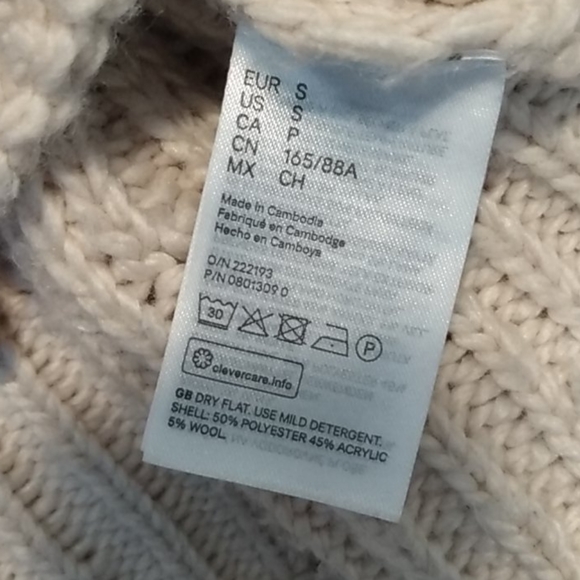 EUR S
US S
CA P
CN 165/88A
MX CH
Made in Cambodia
Fabriqué en Cambodge
Hecho en Camboya
O/N 222193
P/N 0801309 0
30
P
clevercare.info
GB DRY FLAT. USE MILD DETERGENT.
SHELL: 50% POLYESTER 45% ACRYLIC
5% WOOL